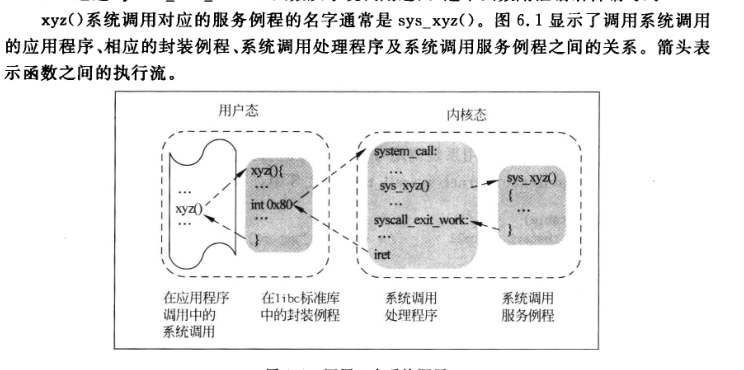 xyz()系统调用对应的服务例程的名字通常是 sys_xyz()。图 6.1 显示了调用系统调用
的应用程序、相应的封装例程、系统调用处理程序及系统调用服务例程之间的关系。箭头表
示函数之间的执行流。
用户态
内核态
...
xyz()
...
xyz(){
...
int 0x80
...
}
system_call:
...
sys_xyz()
...
syscall_exit_work:
...
iret
sys_xyz()
{
...
}
在应用程序
调用中的
系统调用
在libc标准库
中的封装例程
系统调用
处理程序
系统调用
服务例程